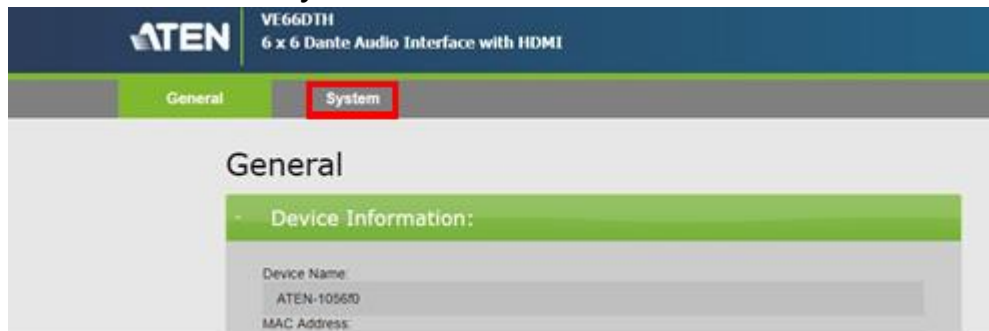 ATEN
VE66DTH
6 x 6 Dante Audio Interface with HDMI
General
System
General
- Device Information:
Device Name:
ATEN-1056f0
MAC Address: